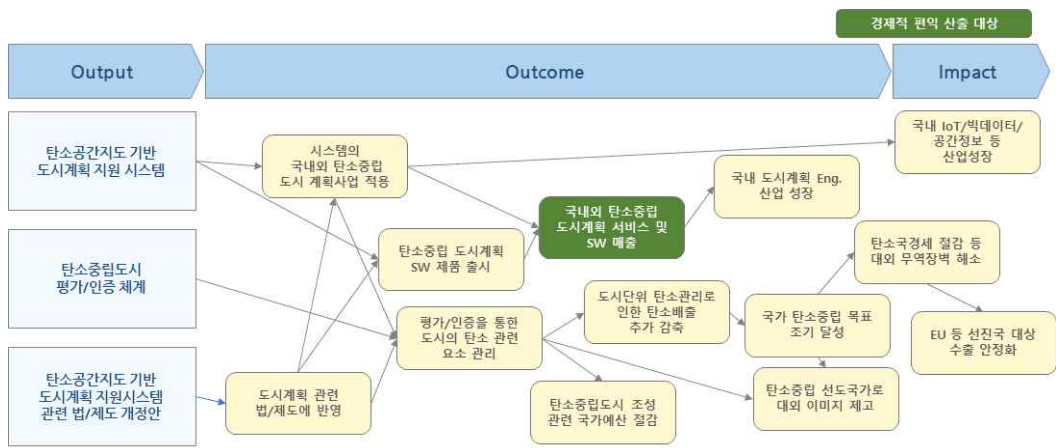 경제적 편익 산출 대상
Output
Outcome
Impact
탄소공간지도 기반
도시계획 지원 시스템
탄소중립도시
평가/인증 체계
탄소공간지도 기반
도시계획 지원시스템
관련 법/제도 개정안
시스템의
국내외 탄소중립
도시 계획사업 적용
도시계획 관련
법/제도에 반영
탄소중립 도시계획
SW 제품 출시
평가/인증을 통한
도시의 탄소 관련
요소 관리
국내외 탄소중립
도시계획 서비스 및
SW 매출
도시단위 탄소관리로
인한 탄소배출
추가 감축
탄소중립도시 조성
관련 국가예산 절감
국내 도시계획 Eng.
산업 성장
국가 탄소중립 목표
조기 달성
탄소중립 선도국가로
대외 이미지 제고
국내 IoT/빅데이터/
공간정보 등
산업성장
탄소국경세 절감 등
대외 무역장벽 해소
EU 등 선진국 대상
수출 안정화